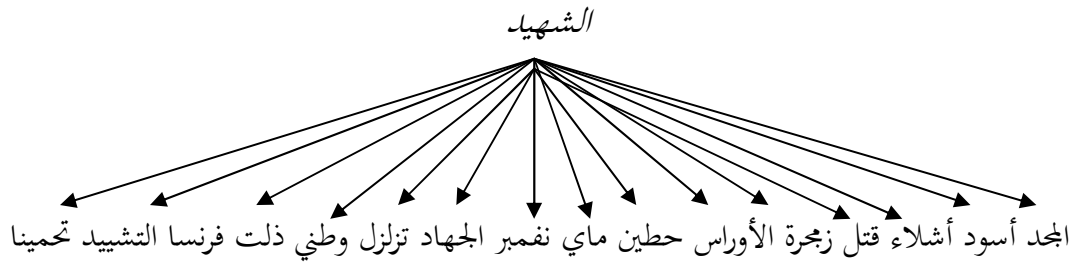 الشهيد
المجد أسود أشلاء قتل زمجرة الأوراس حطين ماي نفمبر الجهاد تزلزل وطني ذلت فرنسا التشييد تحمينا